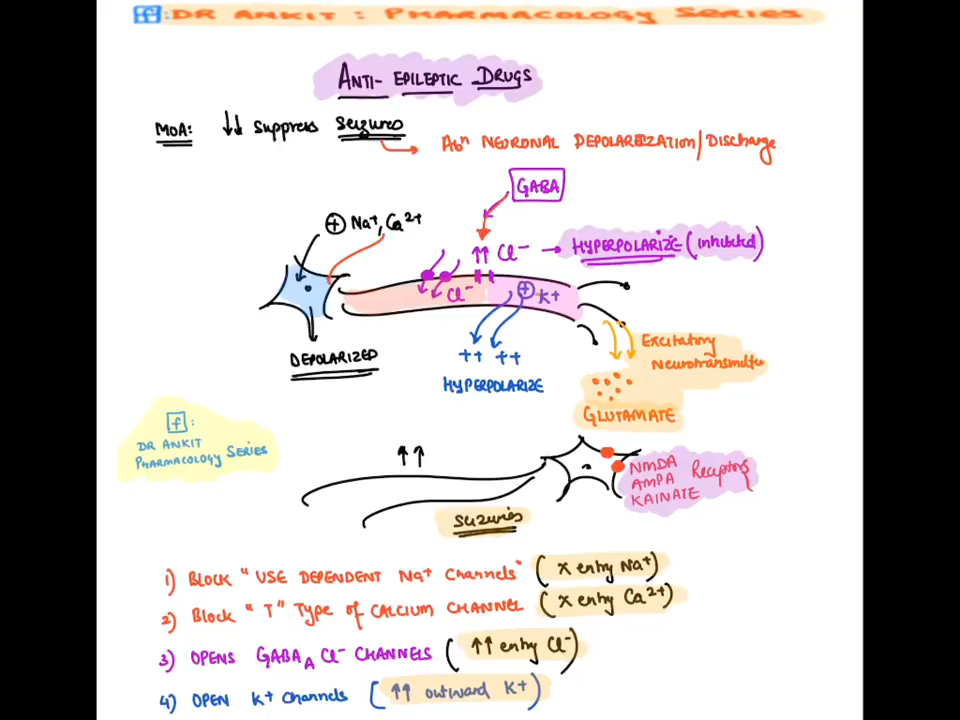 f: DR ANKIT : PHARMACOLOGY SERIES
ANTI-EPILEPTIC DRUGS
MOA: ↓↓ Suppress Seizures
Abⁿ NEURONAL DEPOLARIZATION/Discharge
GABA
⊕ Na⁺, Ca²⁺
↑↑ Cl⁻ → HYPERPOLARIZE (inhibited)
Cl⁻
⊕ K⁺
DEPOLARIZED
++ ++
HYPERPOLARIZE
Excitatory
Neurotransmitter
GLUTAMATE
f:
DR ANKIT
PHARMACOLOGY SERIES
↑↑
NMDA
AMPA
KAINATE
Receptors
Seizures
1) BLOCK "USE DEPENDENT Na⁺ Channels" (x entry Na⁺)
2) BLOCK "T" TYPE of CALCIUM CHANNEL (x entry Ca²⁺)
3) OPENS GABA_A Cl⁻ CHANNELS (↑↑ entry Cl⁻)
4) OPEN K⁺ Channels (↑↑ outward K⁺)